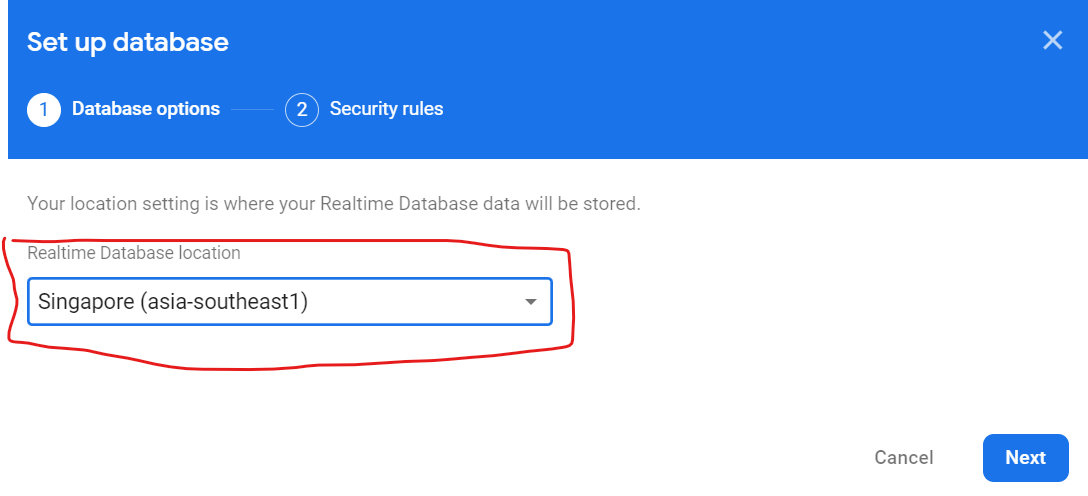 Set up database
1 Database options
2 Security rules
Your location setting is where your Realtime Database data will be stored.
Realtime Database location
Singapore (asia-southeast1)
Cancel Next